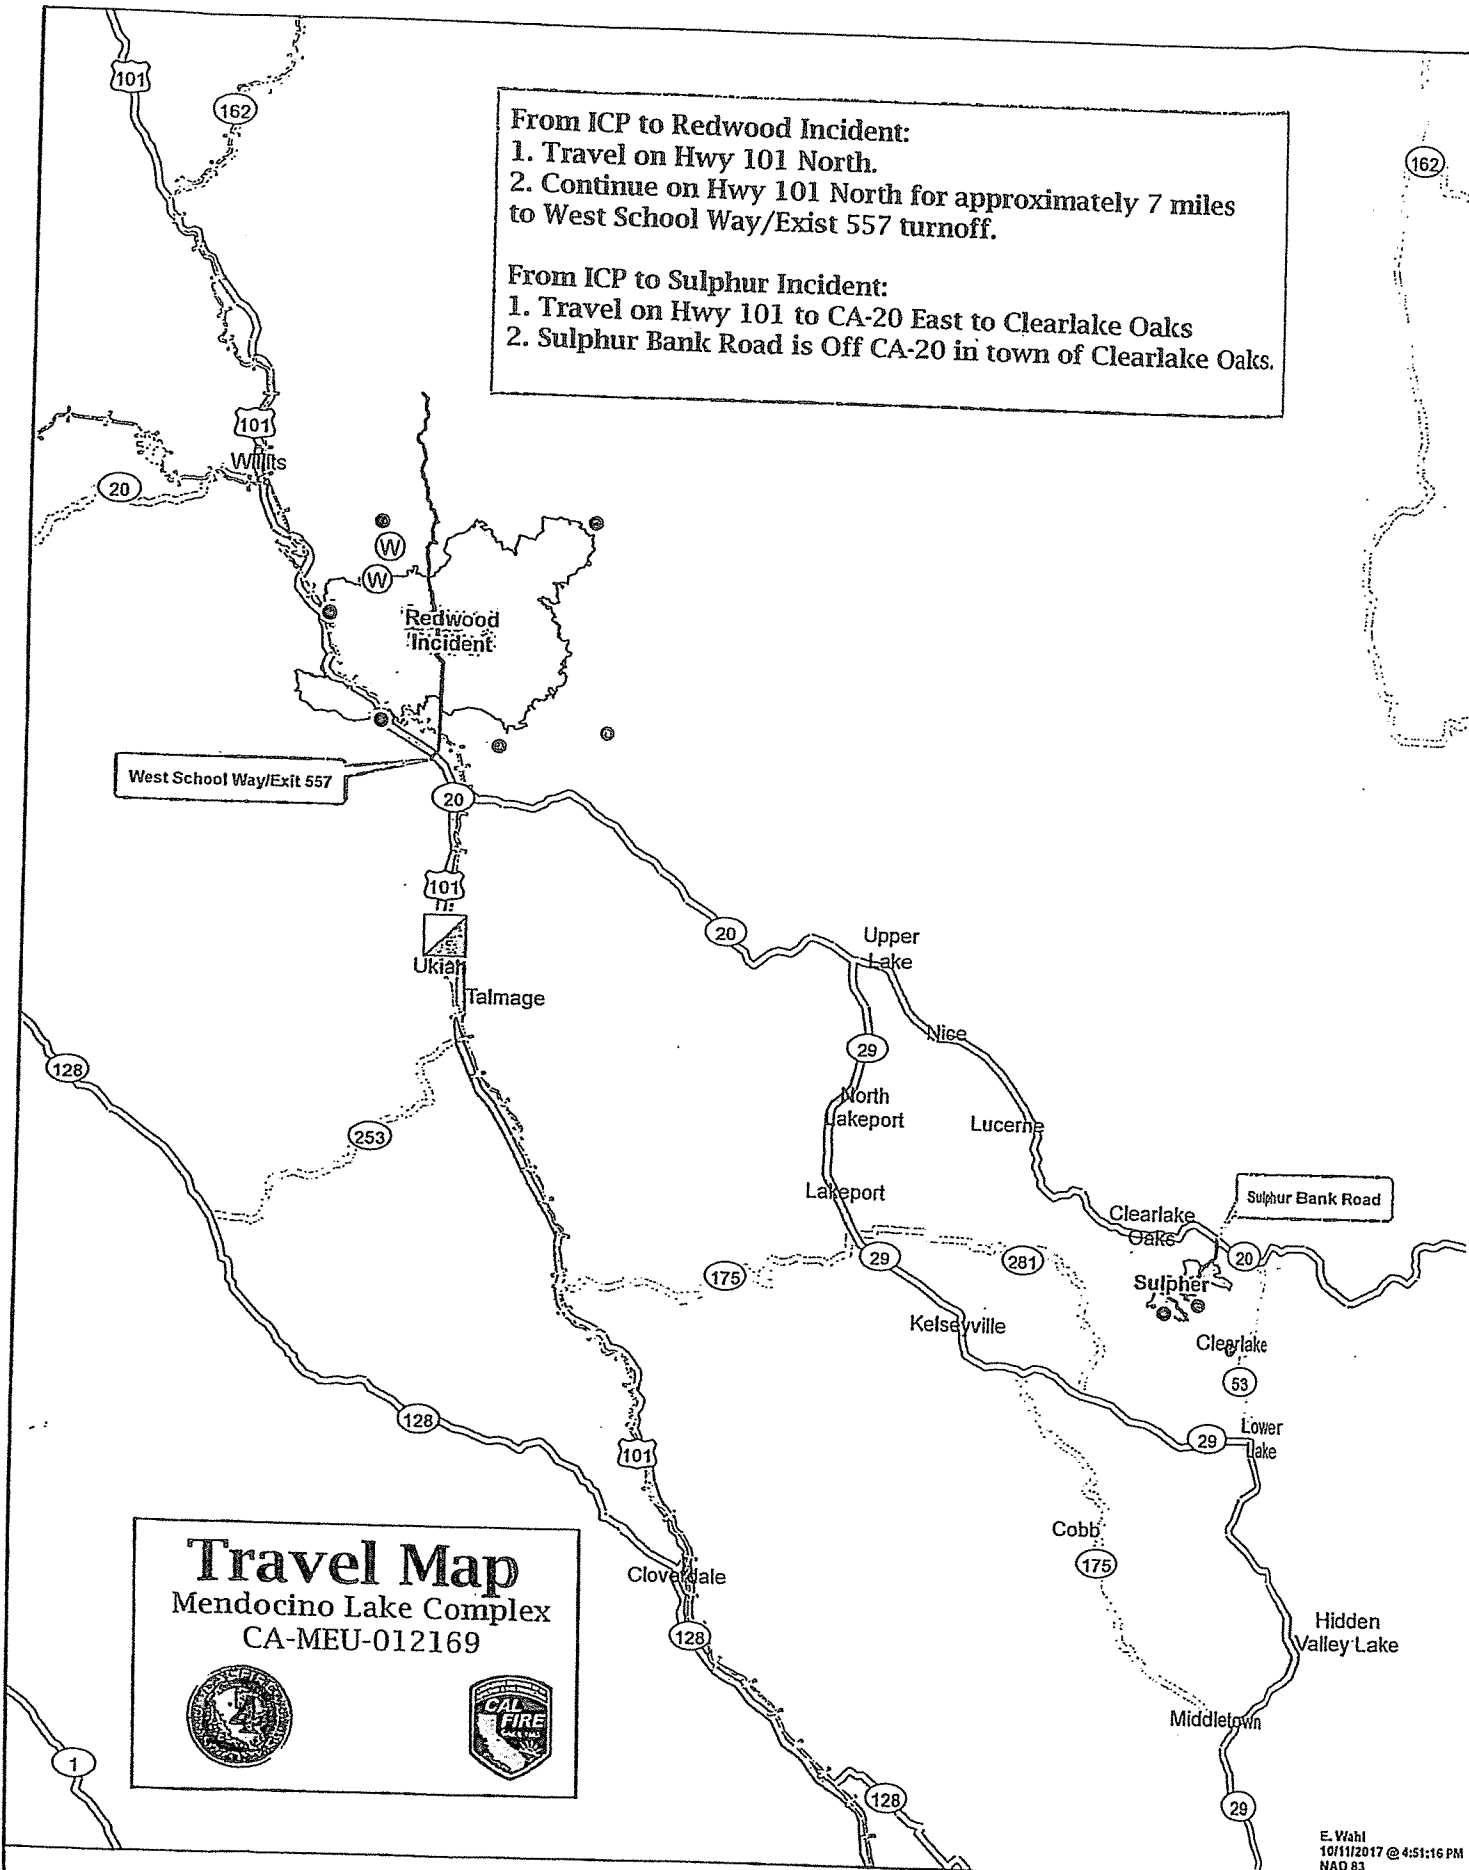 101
162
From ICP to Redwood Incident:
1. Travel on Hwy 101 North.
2. Continue on Hwy 101 North for approximately 7 miles
to West School Way/Exist 557 turnoff.
From ICP to Sulphur Incident:
1. Travel on Hwy 101 to CA-20 East to Clearlake Oaks
2. Sulphur Bank Road is Off CA-20 in town of Clearlake Oaks.
162
101
Willits
20
W
W
Redwood
Incident
West School Way/Exit 557
20
101
Ukiah
Talmage
20
Upper
Lake
Nice
29
128
253
North
Lakeport
Lucerne
Lakeport
Clearlake
Oaks
Sulphur Bank Road
20
29
281
175
Sulpher
Kelseyville
Clearlake
53
128
101
29
Lower
Lake
Cobb
175
Cloverdale
128
Hidden
Valley Lake
Middletown
Travel Map
Mendocino Lake Complex
CA-MEU-012169
4
CAL
FIRE
1
128
29
E. Wahl
10/11/2017 @ 4:51:16 PM
NAD 83